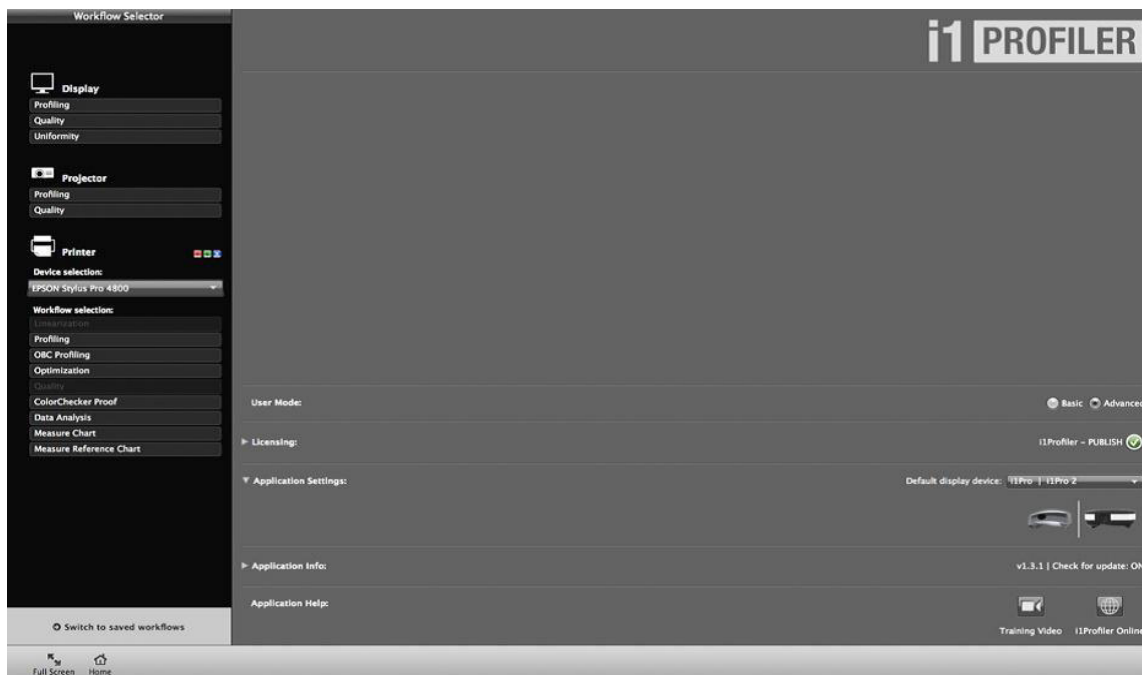 Workflow Selector
i1 PROFILER
Display
Profiling
Quality
Uniformity
Projector
Profiling
Quality
Printer
Device selection:
EPSON Stylus Pro 4800
Workflow selection:
Linearization
Profiling
OBC Profiling
Optimization
Quality
ColorChecker Proof
Data Analysis
Measure Chart
Measure Reference Chart
Switch to saved workflows
Full Screen Home
User Mode: Basic Advanced
Licensing: i1Profiler – PUBLISH
Application Settings: Default display device: i1Pro | i1Pro 2
Application Info: v1.3.1 | Check for update: ON
Application Help:
Training Video i1Profiler Online